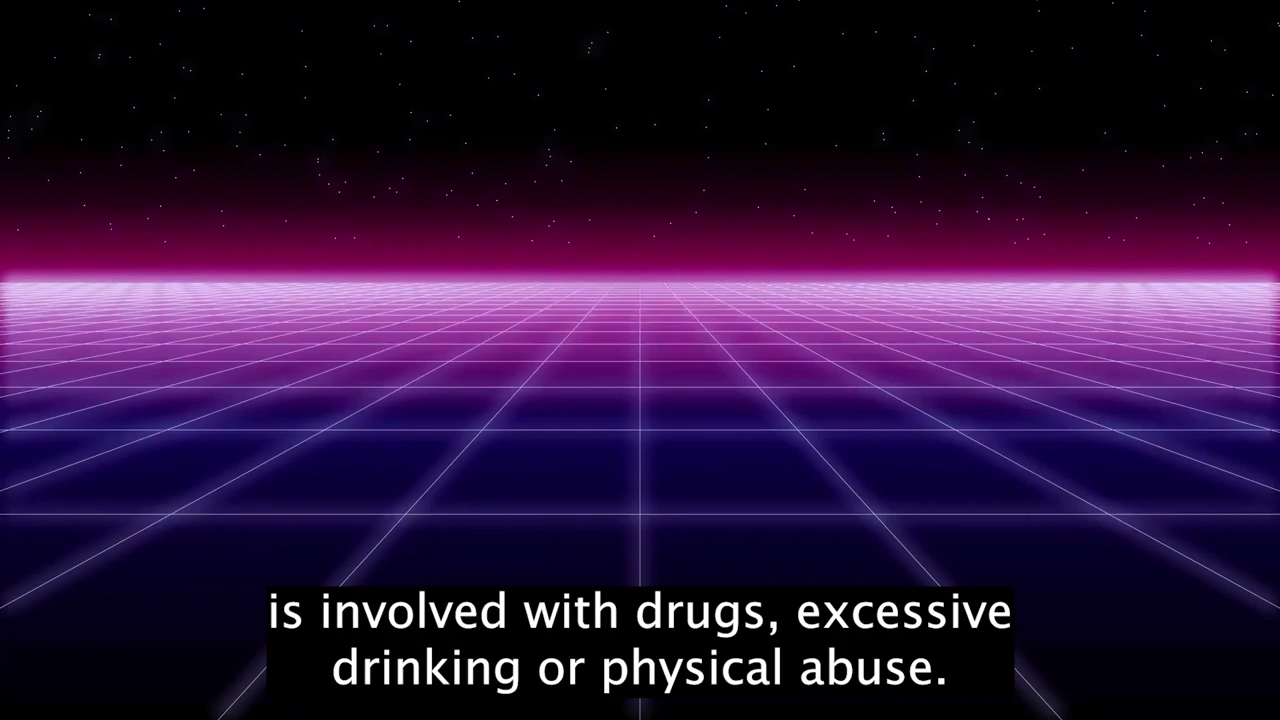 is involved with drugs, excessive
drinking or physical abuse.